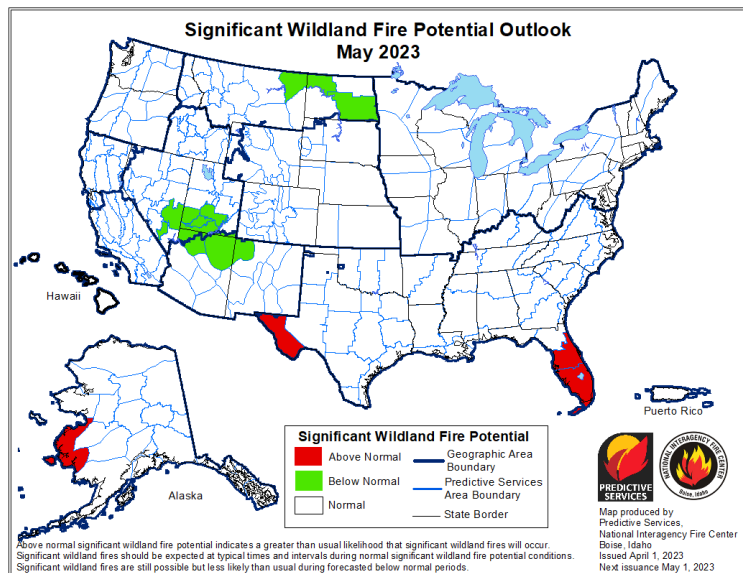 Significant Wildland Fire Potential Outlook
May 2023
Hawaii
Puerto Rico
Alaska
Significant Wildland Fire Potential
Above Normal
Below Normal
Normal
Geographic Area
Boundary
Predictive Services
Area Boundary
State Border
PREDICTIVE
SERVICES
NATIONAL INTERAGENCY FIRE CENTER
Boise, Idaho
Map produced by
Predictive Services,
National Interagency Fire Center
Boise, Idaho
Issued April 1, 2023
Next issuance May 1, 2023
Above normal significant wildland fire potential indicates a greater than usual likelihood that significant wildland fires will occur.
Significant wildland fires should be expected at typical times and intervals during normal significant wildland fire potential conditions.
Significant wildland fires are still possible but less likely than usual during forecasted below normal periods.